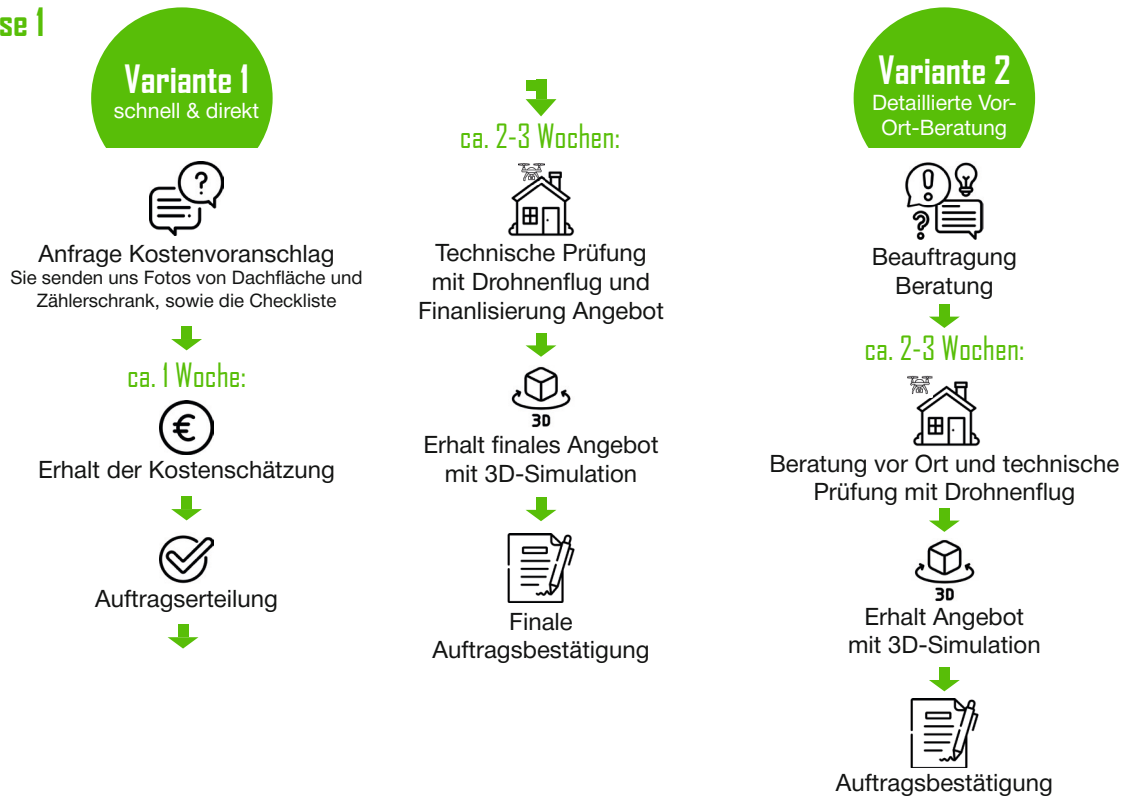 se 1
Variante 1
schnell & direkt
?
Anfrage Kostenvoranschlag
Sie senden uns Fotos von Dachfläche und
Zählerschrank, sowie die Checkliste
ca. 1 Woche:
€
Erhalt der Kostenschätzung
Auftragserteilung
ca. 2-3 Wochen:
Technische Prüfung
mit Drohnenflug und
Finanlisierung Angebot
3D
Erhalt finales Angebot
mit 3D-Simulation
Finale
Auftragsbestätigung
Variante 2
Detaillierte Vor-
Ort-Beratung
!
?
Beauftragung
Beratung
ca. 2-3 Wochen:
Beratung vor Ort und technische
Prüfung mit Drohnenflug
3D
Erhalt Angebot
mit 3D-Simulation
Auftragsbestätigung